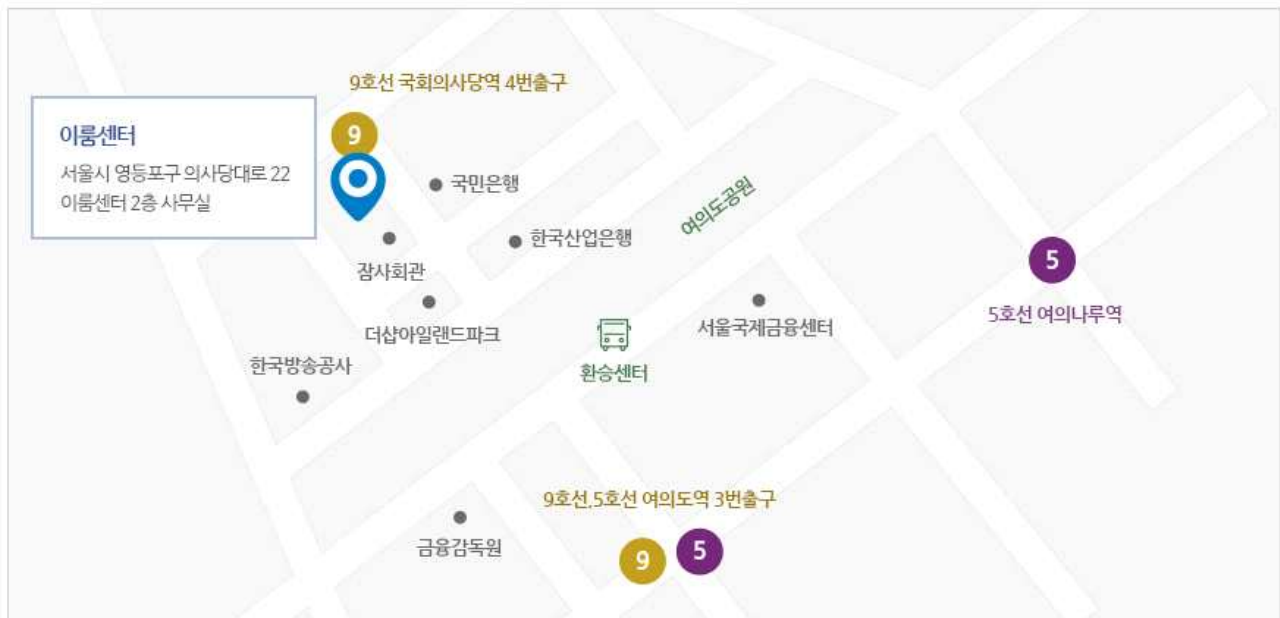 9호선 국회의사당역 4번출구
이룸센터
서울시 영등포구 의사당대로 22
이룸센터 2층 사무실
9
국민은행
한국산업은행
여의도공원
잠사회관
5
5호선 여의나루역
더샵아일랜드파크
서울국제금융센터
한국방송공사
환승센터
9호선,5호선 여의도역 3번출구
금융감독원
9
5